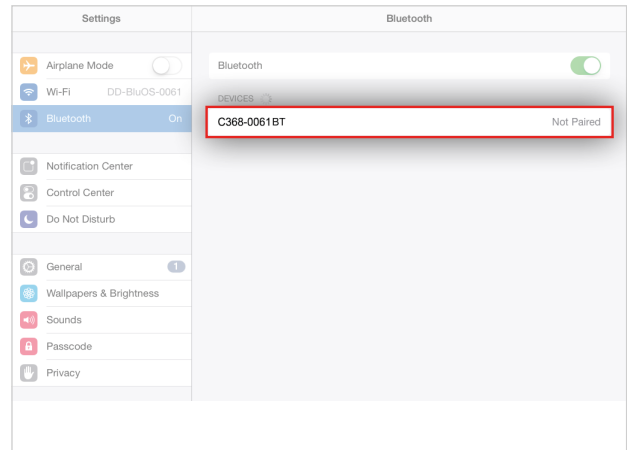 Settings
Bluetooth
Airplane Mode
Wi-Fi DD-BluOS-0061
Bluetooth On
Notification Center
Control Center
Do Not Disturb
General 1
Wallpapers & Brightness
Sounds
Passcode
Privacy
Bluetooth
DEVICES
C368-0061BT Not Paired